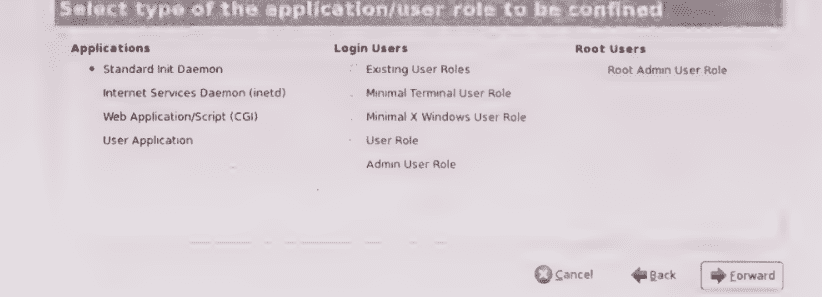 Select type of the application/user role to be confined
Applications
Standard Init Daemon
Internet Services Daemon (inetd)
Web Application/Script (CGI)
User Application
Login Users
Existing User Roles
Minimal Terminal User Role
Minimal X Windows User Role
User Role
Admin User Role
Root Users
Root Admin User Role
Cancel
Back
Forward